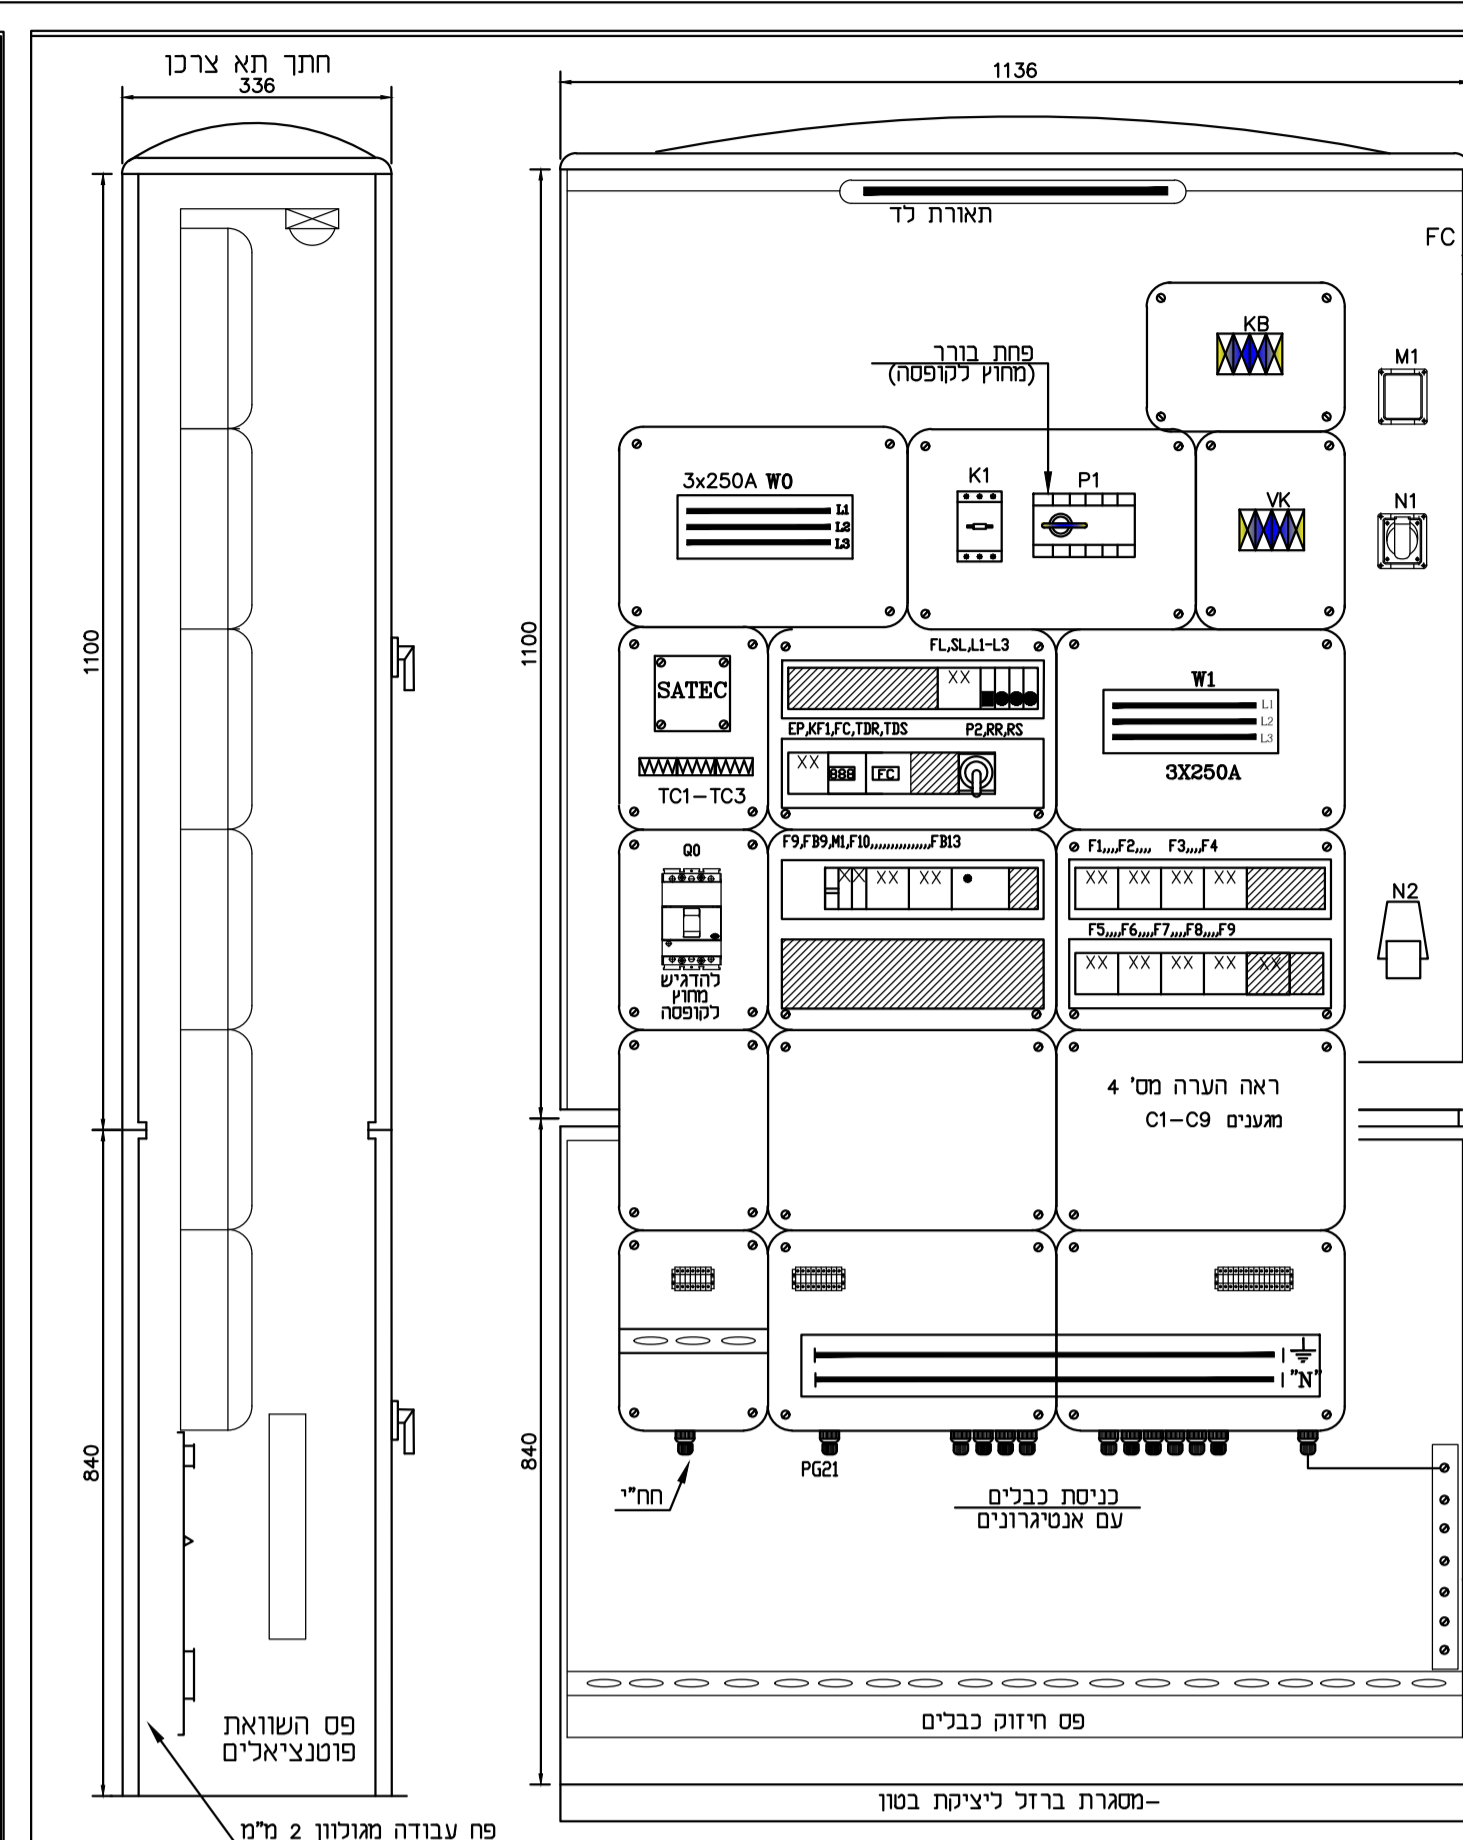 חתך תא צרכן
336
1136
תאורת לד
FC
KB
M1
פחת בורר
(מחוץ לקופסה)
3x250A W0
L1
L2
L3
K1
P1
VK
N1
1100
1100
SATEC
TC1-TC3
FL,SL,L1-L3
XX
EP,KF1,FC,TDR,TDS
P2,RR,RS
XX
888
FC
W1
L1
L2
L3
3X250A
Q0
להדגיש
מחוץ
לקופסה
F9,FB9,M1,F10,,,,,,,,,,,,,,,FB13
XX XX XX
F1,,,,F2,,,, F3,,,,F4
XX XX XX XX
F5,,,,F6,,,,F7,,,,F8,,,,F9
XX XX XX XX XX
N2
ראה הערה מס' 4
מגענים C1-C9
"N"
840
840
חח"י
PG21
כניסת כבלים
עם אנטיגרונים
פס השוואת
פוטנציאלים
פס חיזוק כבלים
מסגרת ברזל ליציקת בטון-
פח עבודה מגולוון 2 מ"מ